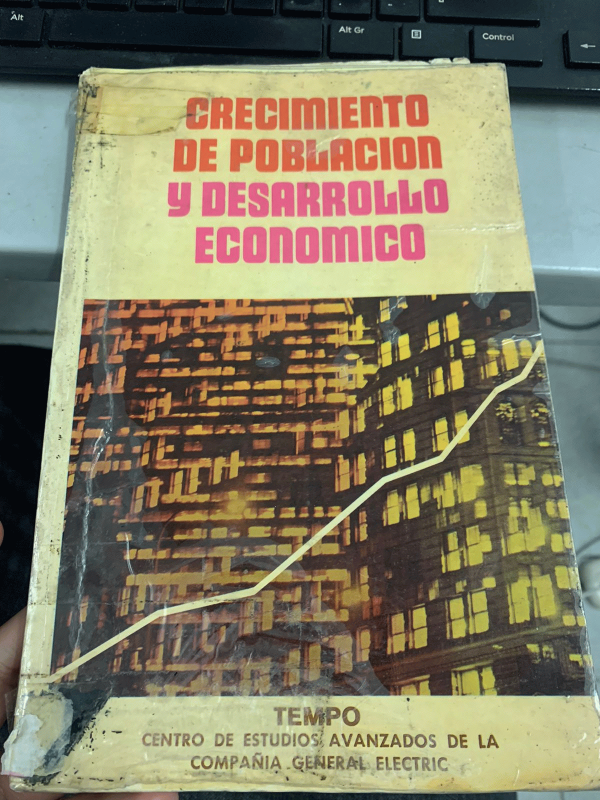 Alt
Alt Gr
Control
CRECIMIENTO
DE POBLACION
Y DESARROLLO
ECONOMICO
TEMPO
CENTRO DE ESTUDIOS AVANZADOS DE LA
COMPAÑIA GENERAL ELECTRIC